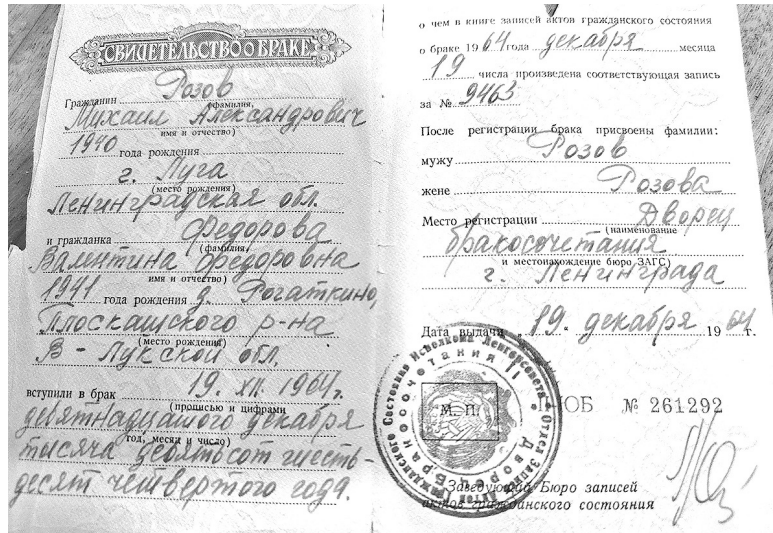 СВИДЕТЕЛЬСТВО О БРАКЕ
Гражданин Розов
(фамилия,
Михаил Александрович
имя и отчество)
1940 года рождения
г. Луга
(место рождения)
Ленинградская обл.
и гражданка Федорова
(фамилия,
Валентина Федоровна
имя и отчество)
1941 года рождения д. Рогаткино,
Плоскошского р-на
(место рождения)
В-Лукской обл.
вступили в брак 19. XII. 1964г.
(прописью и цифрами
девятнадцатого декабря
год, месяц и число)
тысяча девятьсот шесть-
десят четвертого года.
о чем в книге записей актов гражданского состояния
о браке 1964 года декабря месяца
19 числа произведена соответствующая запись
за № 9463
После регистрации брака присвоены фамилии:
мужу Розов
жене Розова
Место регистрации Дворец
(наименование
бракосочетания
и местонахождение бюро ЗАГС)
г. Ленинграда
Дата выдачи „19" декабря 1964 г.
М. П.
ЮБ № 261292
Заведующий Бюро записей
актов гражданского состояния